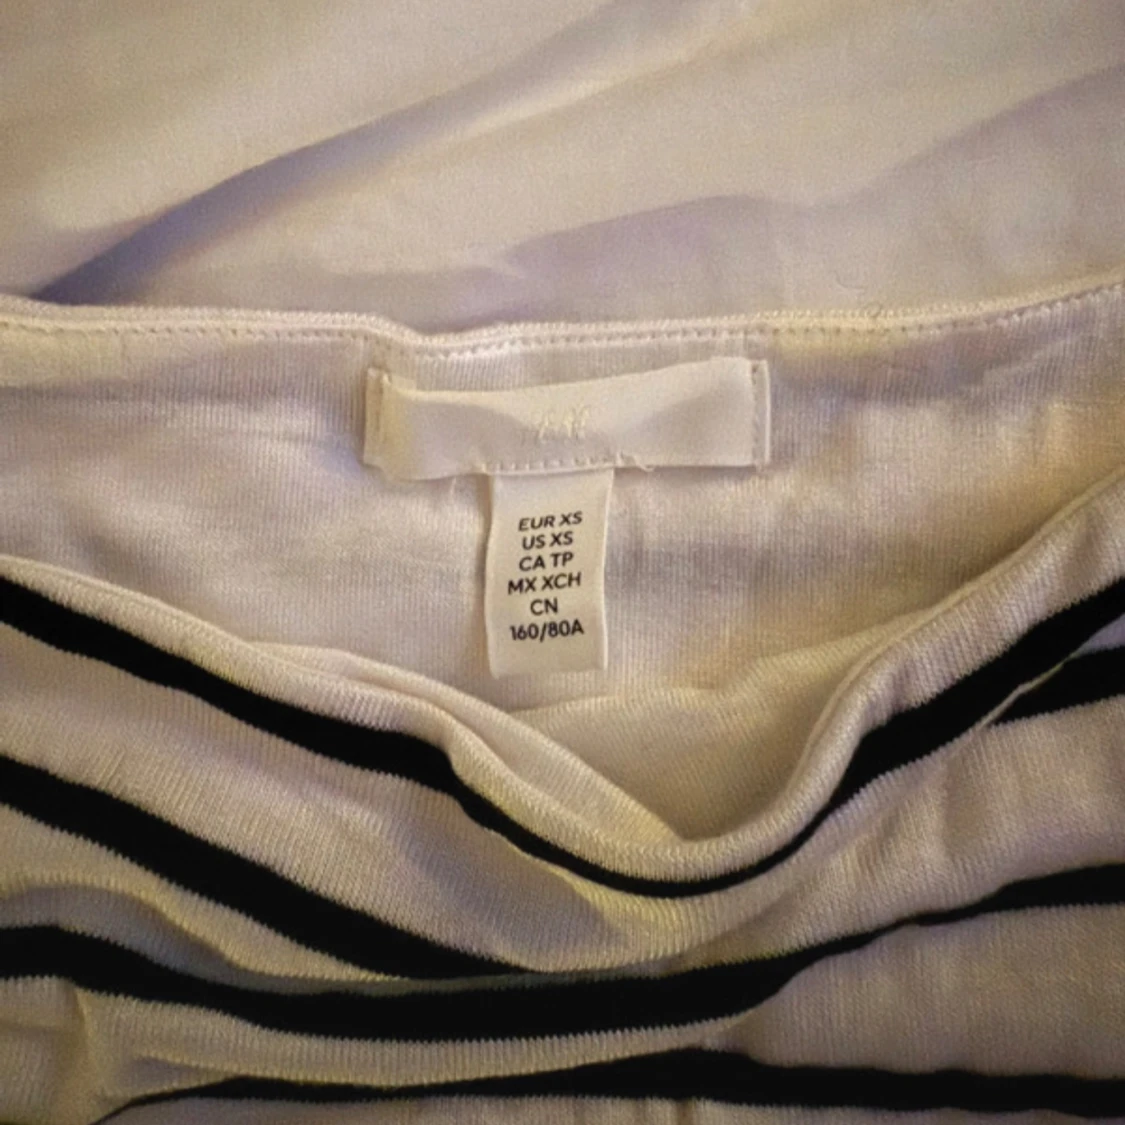 H&M
EUR XS
US XS
CA TP
MX XCH
CN
160/80A